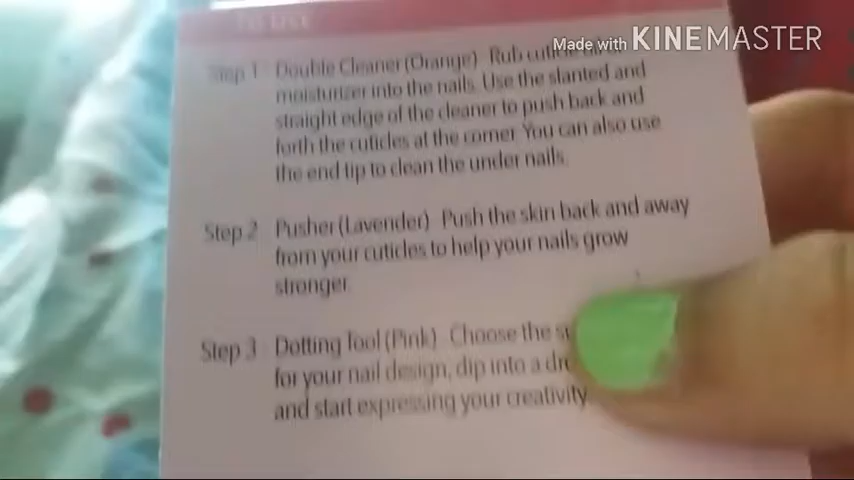 TO USE
Made with KINEMASTER
Step 1 Double Cleaner (Orange) Rub cuticle
moisturizer into the nails. Use the slanted and
straight edge of the cleaner to push back and
forth the cuticles at the corner. You can also use
the end tip to clean the under nails.
Step 2 Pusher (Lavender) Push the skin back and away
from your cuticles to help your nails grow
stronger.
Step 3 Dotting Tool (Pink) Choose the
for your nail design, dip into a
and start expressing your creativity